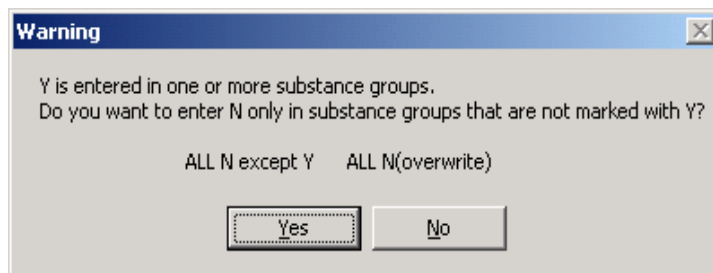 Warning
Y is entered in one or more substance groups.
Do you want to enter N only in substance groups that are not marked with Y?
ALL N except Y ALL N(overwrite)
Yes No